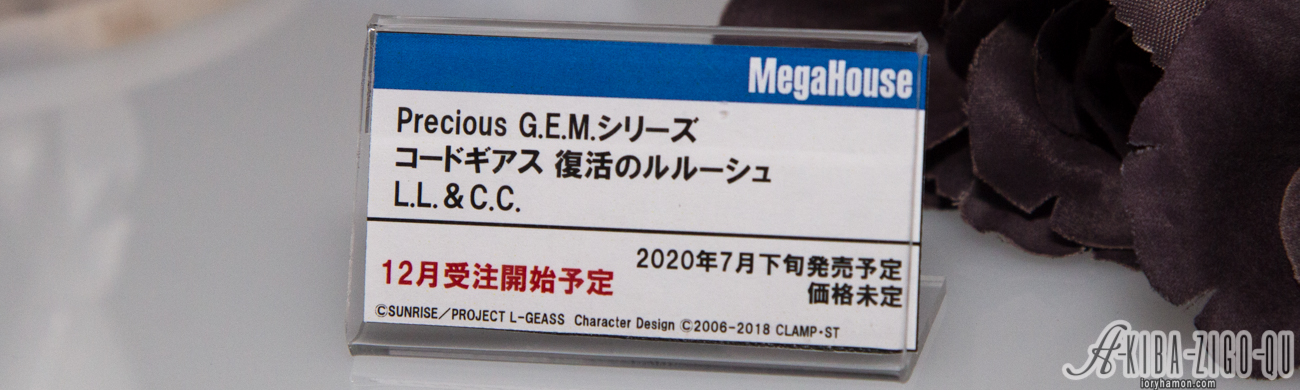 MegaHouse
Precious G.E.M.シリーズ
コードギアス 復活のルルーシュ
L.L.&C.C.
12月受注開始予定
2020年7月下旬発売予定
価格未定
©SUNRISE／PROJECT L-GEASS Character Design ©2006-2018 CLAMP・ST
AKIBA-ZIGO-QU
loryhamon.com